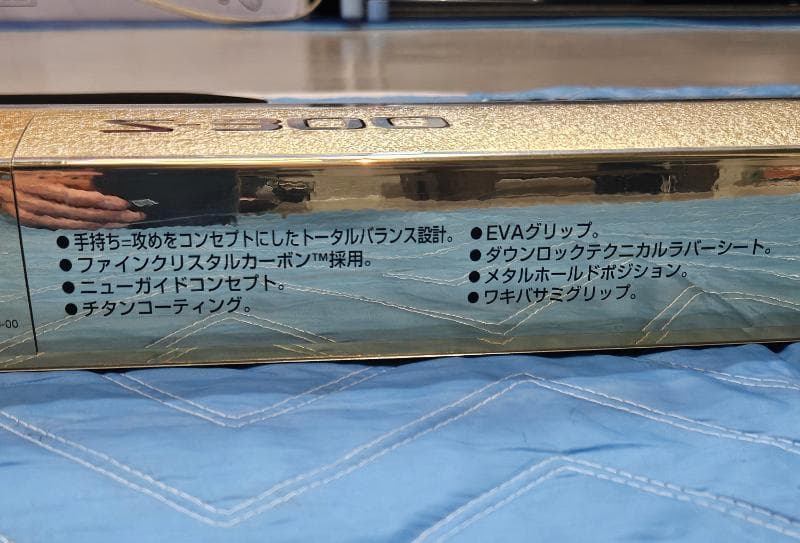 300
●手持ち=攻めをコンセプトにしたトータルバランス設計。
●ファインクリスタルカーボン™採用。
●ニューガイドコンセプト。
●チタンコーティング。
●EVAグリップ。
●ダウンロックテクニカルラバーシート。
●メタルホールドポジション。
●ワキバサミグリップ。
-00